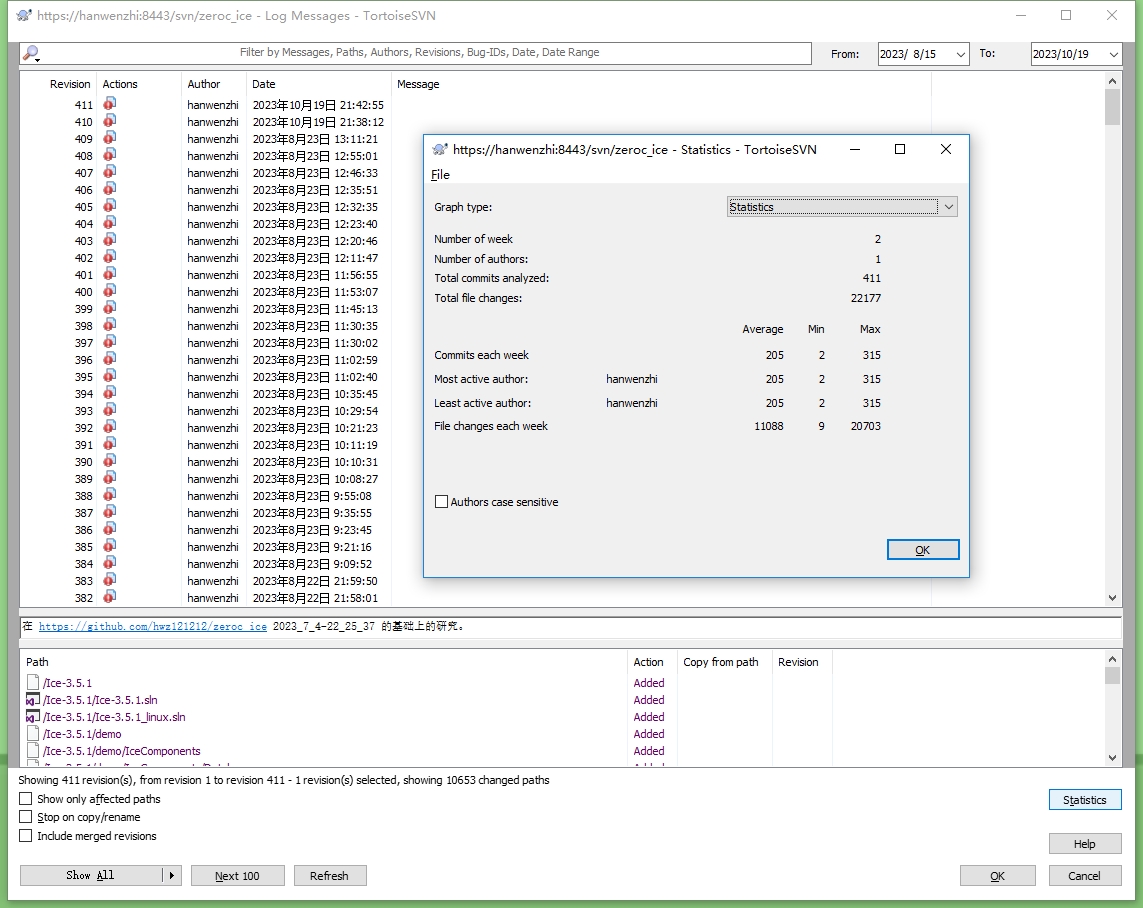 https://hanwenzhi:8443/svn/zeroc_ice - Log Messages - TortoiseSVN
Filter by Messages, Paths, Authors, Revisions, Bug-IDs, Date, Date Range
From: 2023/ 8/15 To: 2023/10/19
Revision Actions Author Date Message
411 hanwenzhi 2023年10月19日 21:42:55
410 hanwenzhi 2023年10月19日 21:38:12
409 hanwenzhi 2023年8月23日 13:11:21
408 hanwenzhi 2023年8月23日 12:55:01
407 hanwenzhi 2023年8月23日 12:46:33
406 hanwenzhi 2023年8月23日 12:35:51
405 hanwenzhi 2023年8月23日 12:32:35
404 hanwenzhi 2023年8月23日 12:23:40
403 hanwenzhi 2023年8月23日 12:20:46
402 hanwenzhi 2023年8月23日 12:11:47
401 hanwenzhi 2023年8月23日 11:56:55
400 hanwenzhi 2023年8月23日 11:53:07
399 hanwenzhi 2023年8月23日 11:45:13
398 hanwenzhi 2023年8月23日 11:30:35
397 hanwenzhi 2023年8月23日 11:30:02
396 hanwenzhi 2023年8月23日 11:02:59
395 hanwenzhi 2023年8月23日 11:02:40
394 hanwenzhi 2023年8月23日 10:35:45
393 hanwenzhi 2023年8月23日 10:29:54
392 hanwenzhi 2023年8月23日 10:21:23
391 hanwenzhi 2023年8月23日 10:11:19
390 hanwenzhi 2023年8月23日 10:10:31
389 hanwenzhi 2023年8月23日 10:08:27
388 hanwenzhi 2023年8月23日 9:55:08
387 hanwenzhi 2023年8月23日 9:35:55
386 hanwenzhi 2023年8月23日 9:23:45
385 hanwenzhi 2023年8月23日 9:21:16
384 hanwenzhi 2023年8月23日 9:09:52
383 hanwenzhi 2023年8月22日 21:59:50
382 hanwenzhi 2023年8月22日 21:58:01
https://hanwenzhi:8443/svn/zeroc_ice - Statistics - TortoiseSVN
File
Graph type: Statistics
Number of week 2
Number of authors: 1
Total commits analyzed: 411
Total file changes: 22177
Average Min Max
Commits each week 205 2 315
Most active author: hanwenzhi 205 2 315
Least active author: hanwenzhi 205 2 315
File changes each week 11088 9 20703
Authors case sensitive
OK
在 https://github.com/hwz121212/zeroc_ice 2023_7_4-22_25_37 的基础上的研究。
Path Action Copy from path Revision
/Ice-3.5.1 Added
/Ice-3.5.1/Ice-3.5.1.sln Added
/Ice-3.5.1/Ice-3.5.1_linux.sln Added
/Ice-3.5.1/demo Added
/Ice-3.5.1/demo/IceComponents Added
Showing 411 revision(s), from revision 1 to revision 411 - 1 revision(s) selected, showing 10653 changed paths
Show only affected paths
Stop on copy/rename
Include merged revisions
Statistics
Help
Show All Next 100 Refresh OK Cancel